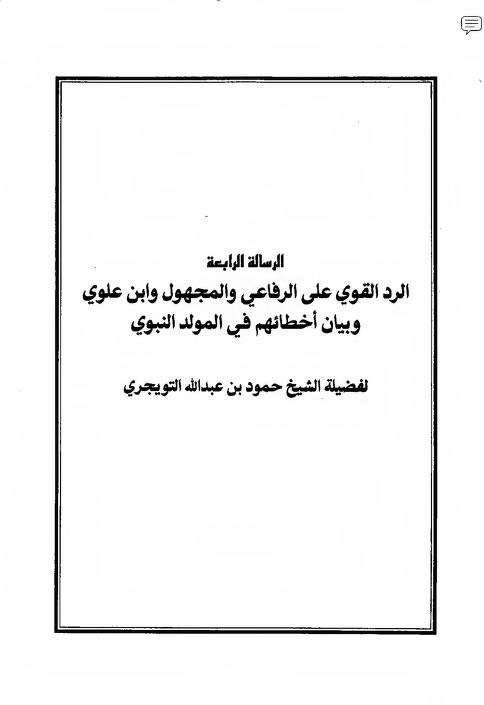 الرسالة الرابعة
الرد القوي على الرفاعي والمجهول وابن علوي
وبيان أخطائهم في المولد النبوي
لفضيلة الشيخ حمود بن عبدالله التويجري